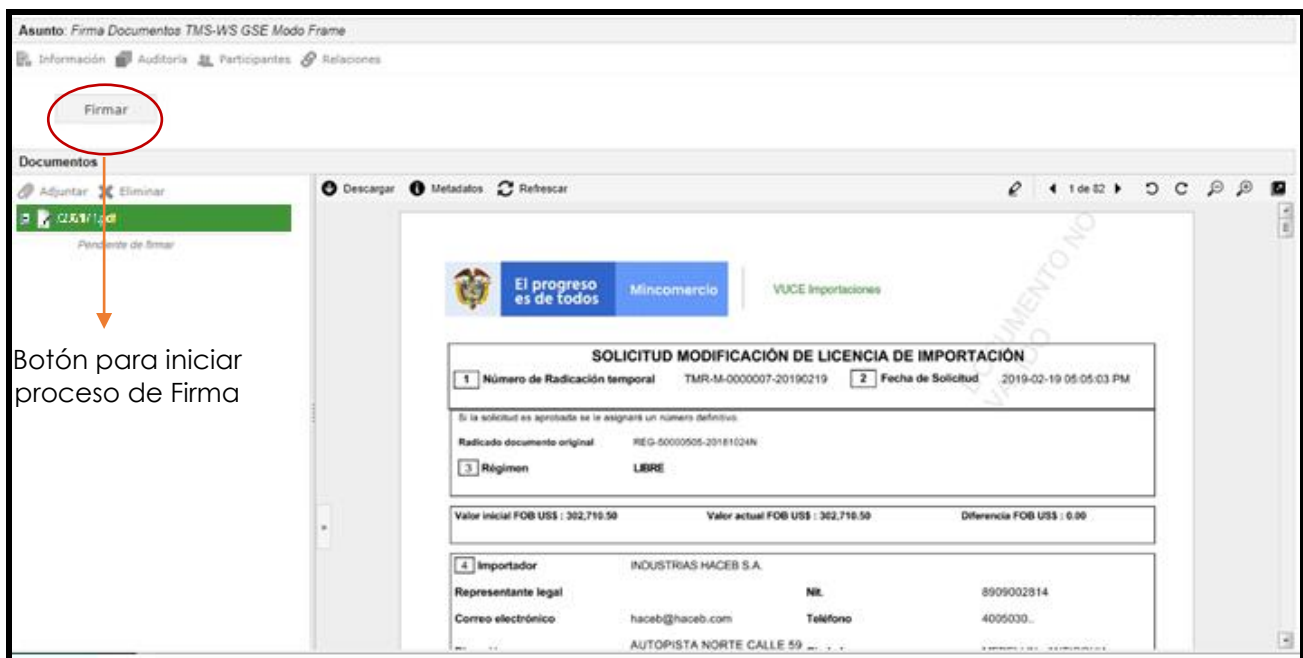 Asunto: Firma Documentos TMS-WS GSE Modo Frame
Información Auditoría Participantes Relaciones
Firmar
Documentos
Adjuntar Eliminar
Descargar Metadatos Refrescar 1 de 82
Pendiente de firmar
Botón para iniciar
proceso de Firma
DOCUMENTO NO
VALIDO
El progreso
es de todos
Mincomercio
VUCE Importaciones
SOLICITUD MODIFICACIÓN DE LICENCIA DE IMPORTACIÓN
1 Número de Radicación temporal TMR-M-0000007-20190219 2 Fecha de Solicitud 2019-02-19 05:05:03 PM
Si la solicitud es aprobada se le asignará un número definitivo.
Radicado documento original REG-50000505-20181024N
3 Régimen LIBRE
Valor inicial FOB US$ : 302,710.50 Valor actual FOB US$ : 302,710.50 Diferencia FOB US$ : 0.00
4 Importador INDUSTRIAS HACEB S.A.
Representante legal Nit. 8909002814
Correo electrónico haceb@haceb.com Teléfono 4005030..
AUTOPISTA NORTE CALLE 59